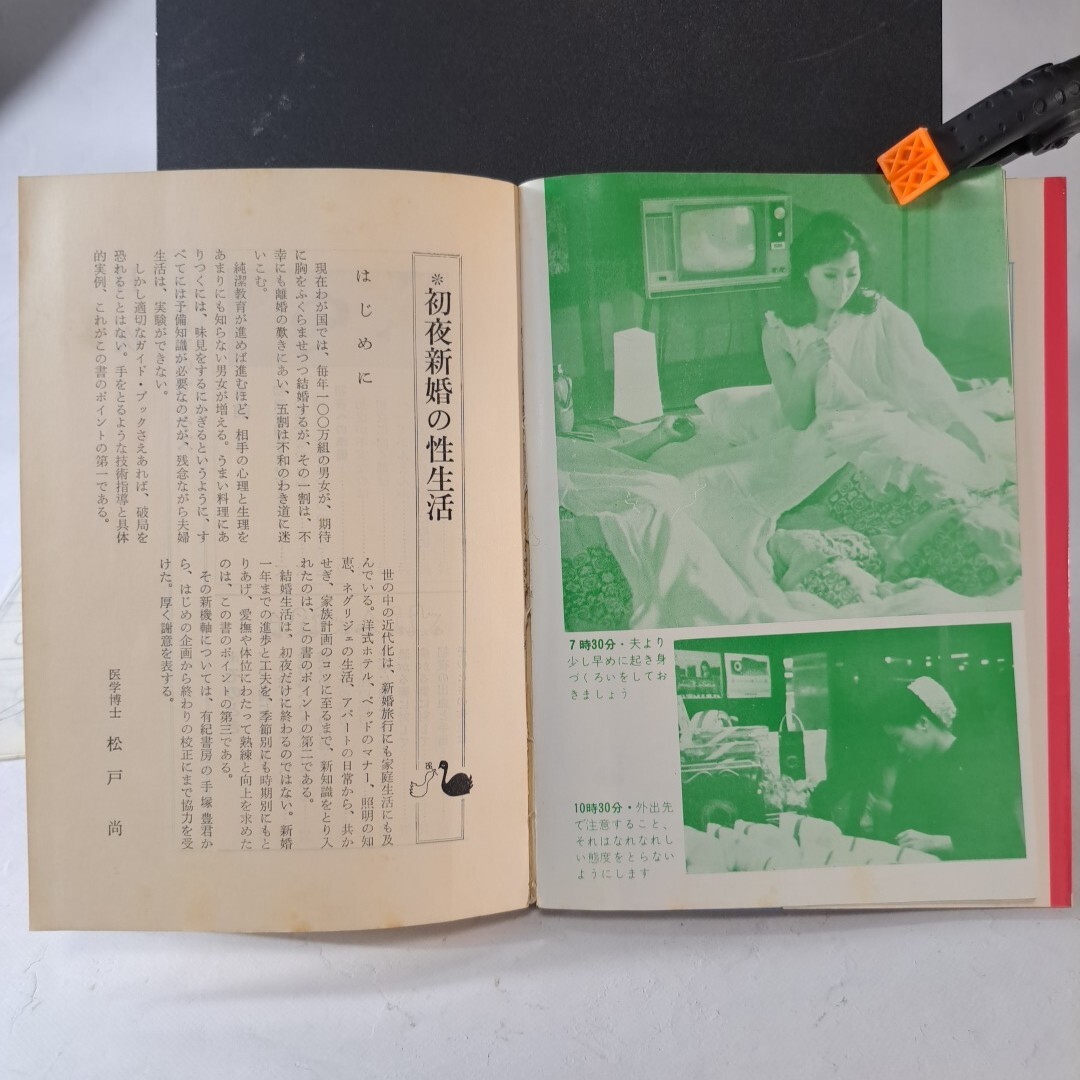 7時30分・夫より
少し早めに起き身
づくろいをしてお
きましょう
10時30分・外出先
で注意すること、
それはなれなれし
い態度をとらない
ようにします
※初夜新婚の性生活
はじめに
現在わが国では、毎年一〇〇万組の男女が、期待
に胸をふくらませつつ結婚するが、その一割は、不
幸にも離婚の歎きにあい、五割は不和のわき道に迷
いこむ。
純潔教育が進めば進むほど、相手の心理と生理を
あまりにも知らない男女が増える。うまい料理にあ
りつくには、味見をするにかぎるというように、す
べてには予備知識が必要なのだが、残念ながら夫婦
生活は、実験ができない。
しかし適切なガイド・ブックさえあれば、破局を
恐れることはない。手をとるような技術指導と具体
的実例、これがこの書のポイントの第一である。
世の中の近代化は、新婚旅行にも家庭生活にも及
んでいる。洋式ホテル、ベッドのマナー、照明の知
恵、ネグリジェの生活、アパートの日常から、共か
せぎ、家族計画のコツに至るまで、新知識をとり入
れたのは、この書のポイントの第二である。
結婚生活は、初夜だけに終わるのではない。新婚
一年までの進歩と工夫を、季節別にも時期別にもと
りあげ、愛撫や体位にわたって熟練と向上を求めた
のは、この書のポイントの第三である。
その新機軸については、有紀書房の手塚豊君か
ら、はじめの企画から終わりの校正にまで協力を受
けた。厚く謝意を表する。
医学博士 松戸尚